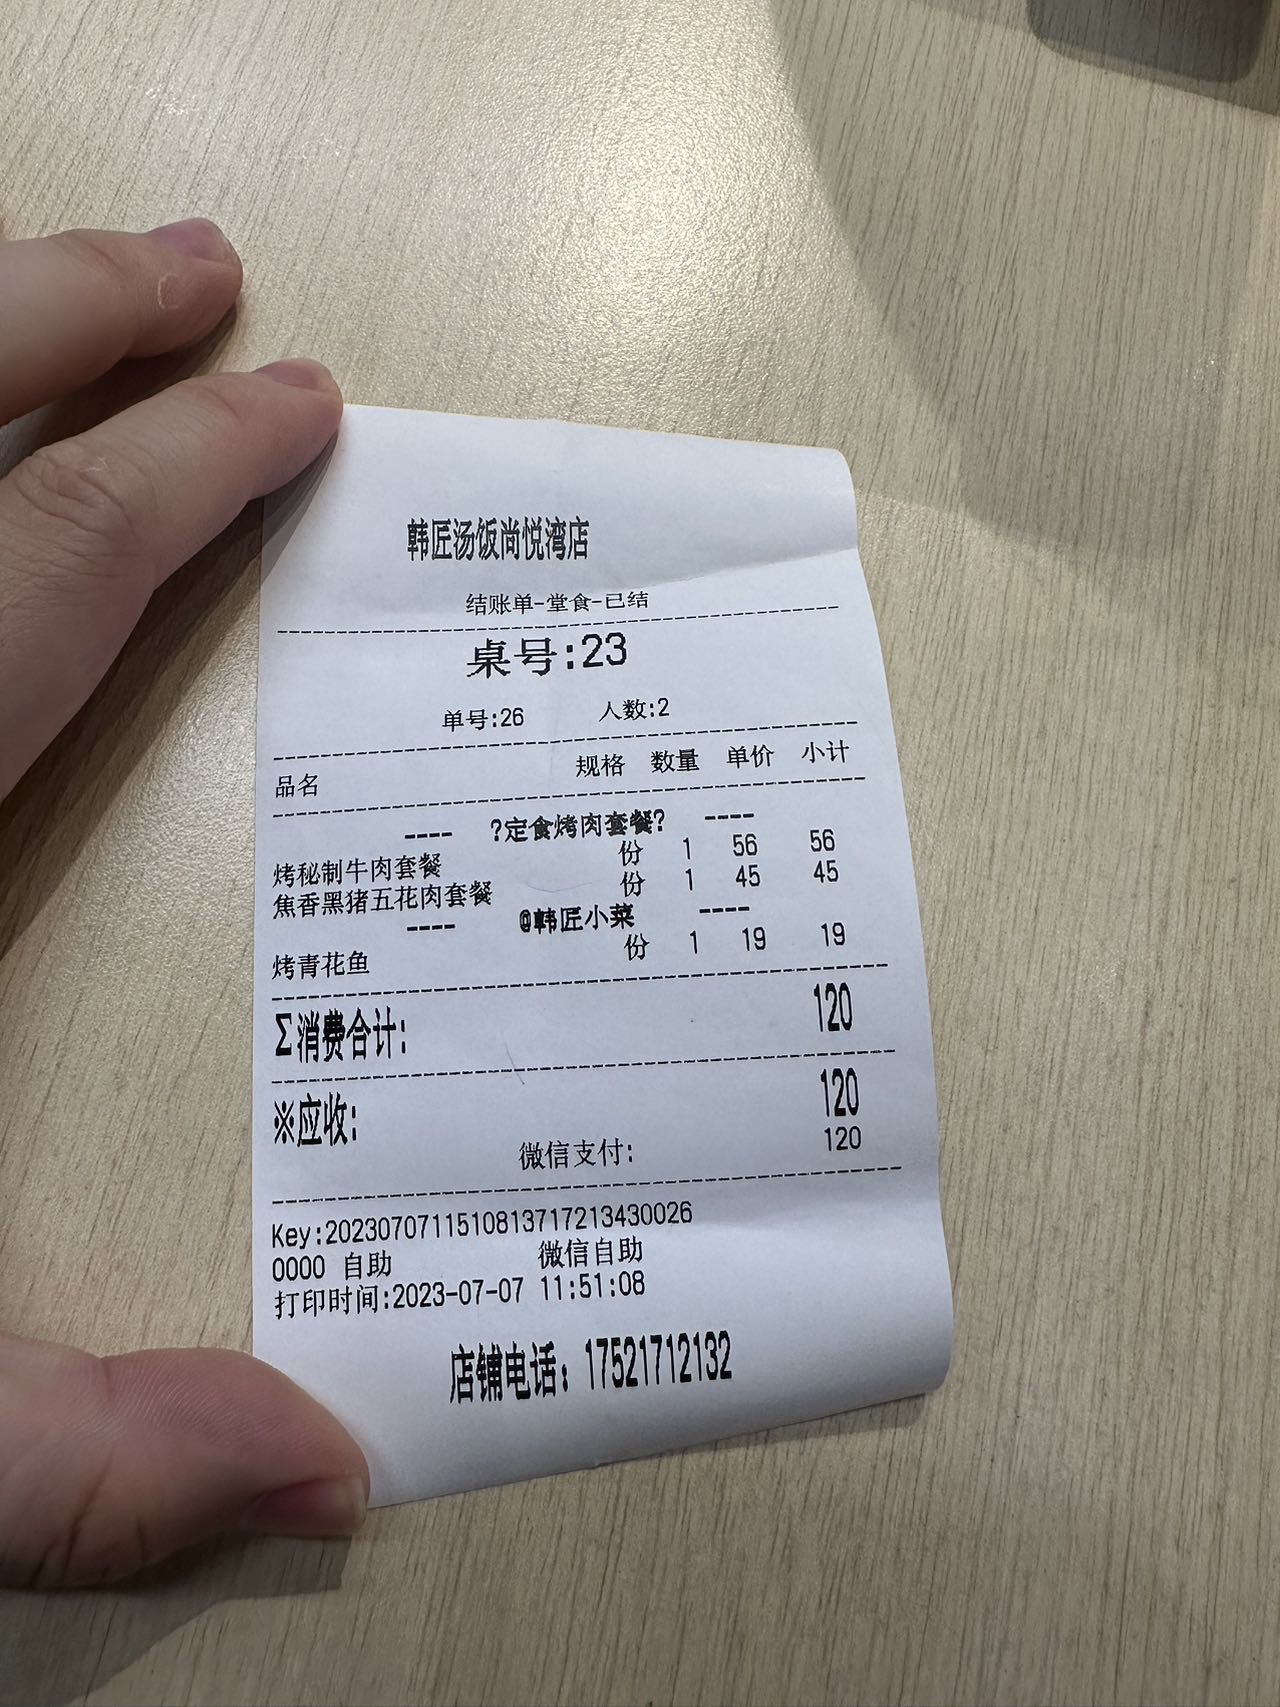 韩匠汤饭尚悦湾店
结账单-堂食-已结
桌号:23
单号:26 人数:2
品名 规格 数量 单价 小计
---- ?定食烤肉套餐? ----
烤秘制牛肉套餐 份 1 56 56
焦香黑猪五花肉套餐 份 1 45 45
---- @韩匠小菜 ----
烤青花鱼 份 1 19 19
Σ消费合计: 120
※应收: 120
微信支付: 120
Key:20230707115108137172134​30026
0000 自助 微信自助
打印时间:2023-07-07 11:51:08
店铺电话：17521712132